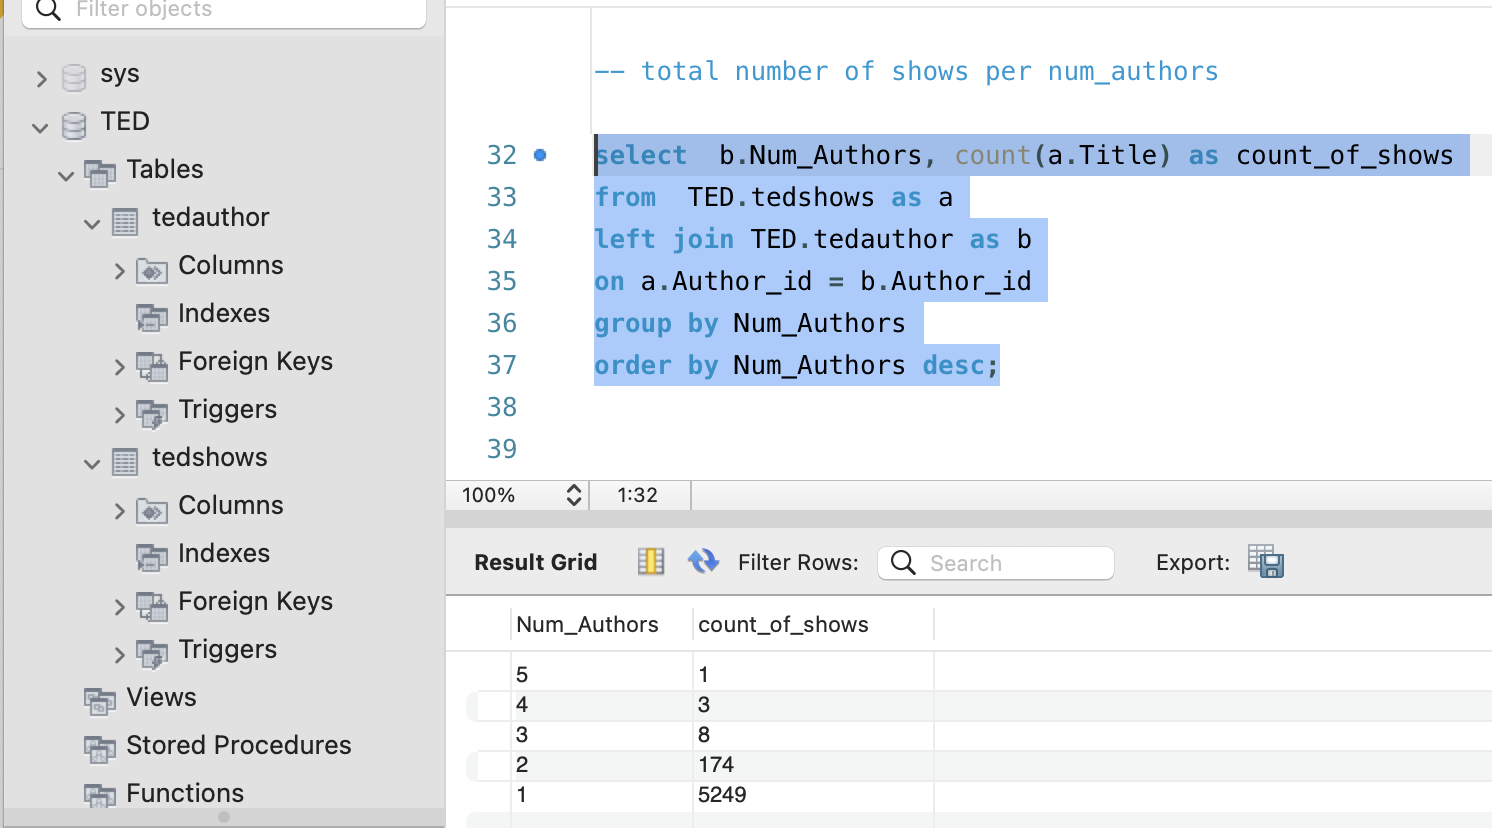 Filter objects
sys
TED
Tables
tedauthor
Columns
Indexes
Foreign Keys
Triggers
tedshows
Columns
Indexes
Foreign Keys
Triggers
Views
Stored Procedures
Functions
-- total number of shows per num_authors
32 select  b.Num_Authors, count(a.Title) as count_of_shows
33 from  TED.tedshows as a
34 left join TED.tedauthor as b
35 on a.Author_id = b.Author_id
36 group by Num_Authors
37 order by Num_Authors desc;
38
39
100% 1:32
Result Grid Filter Rows: Search Export:
Num_Authors count_of_shows
5 1
4 3
3 8
2 174
1 5249